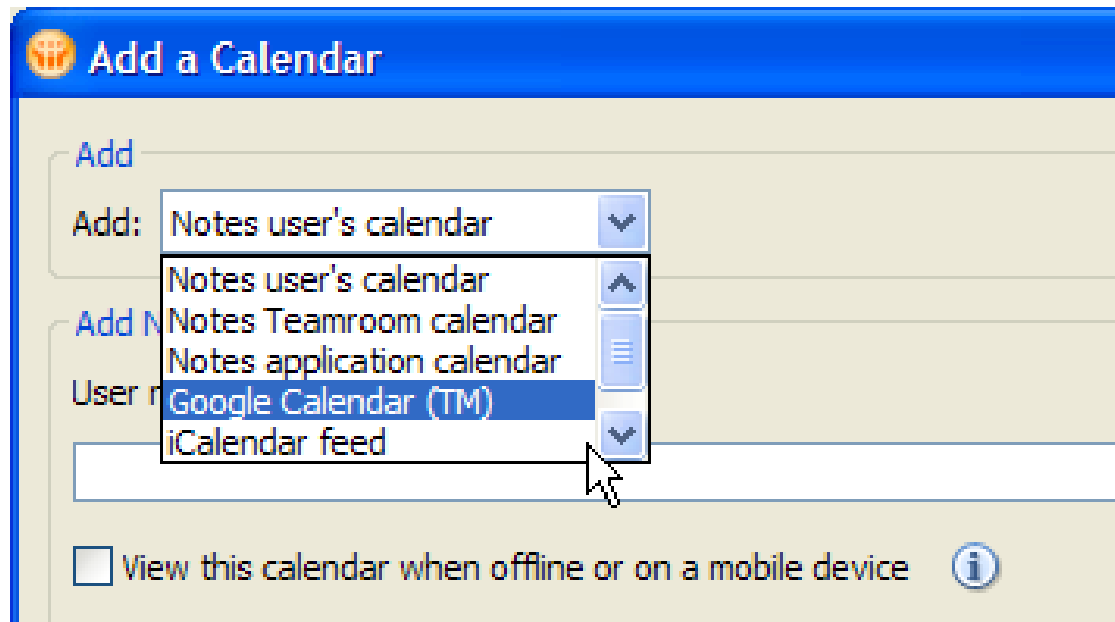 Add a Calendar
Add
Add: Notes user's calendar
Notes user's calendar
Notes Teamroom calendar
Add
Notes application calendar
User
Google Calendar (TM)
iCalendar feed
View this calendar when offline or on a mobile device